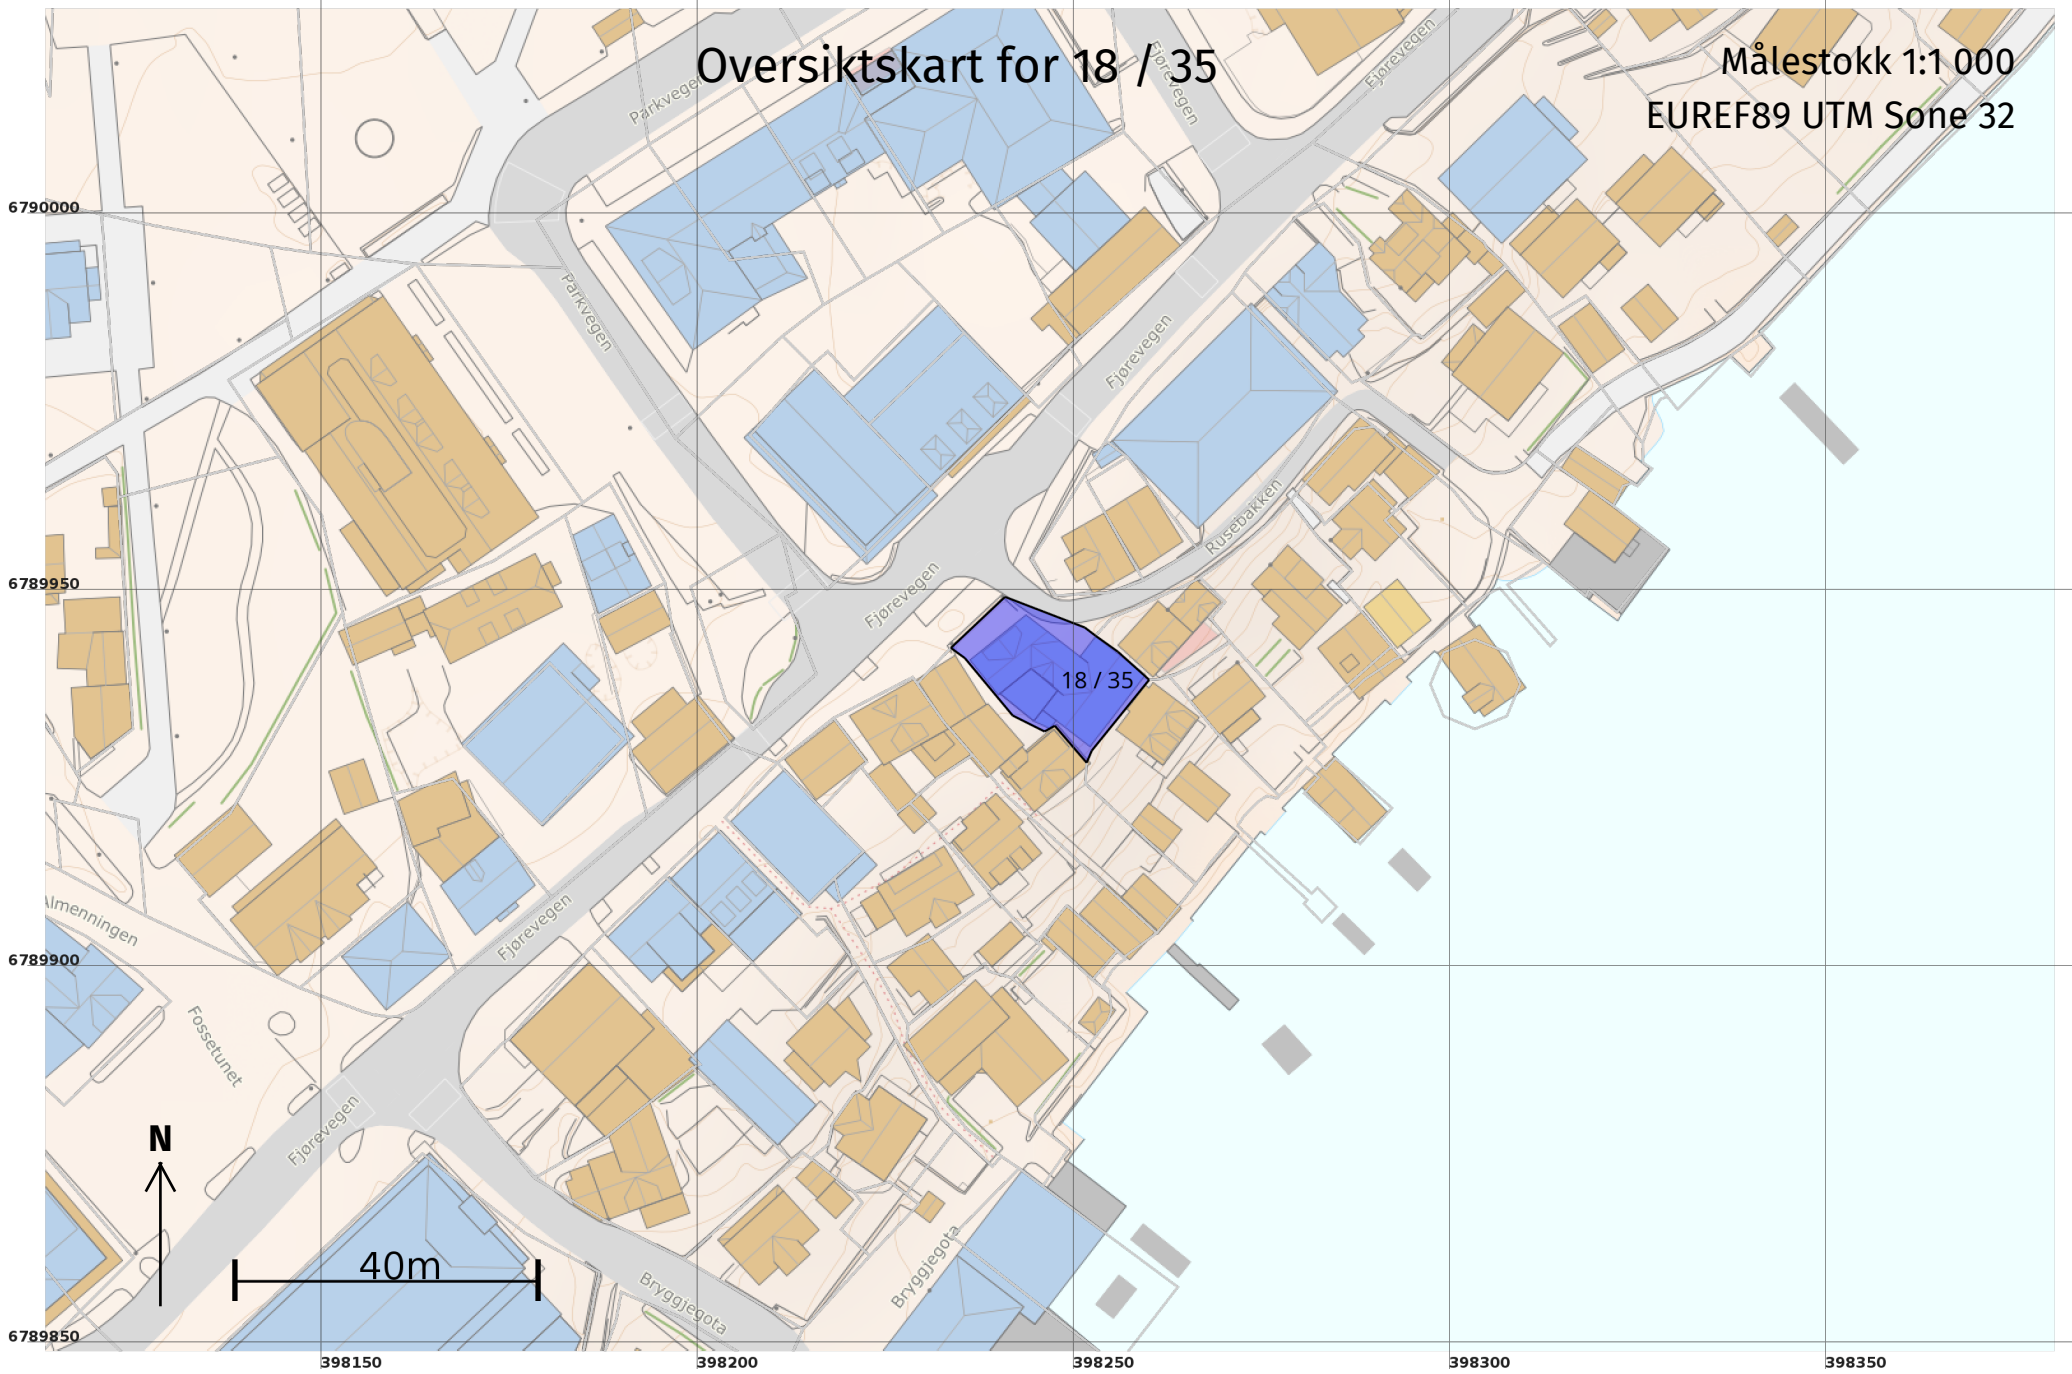 Oversiktskart for 18 / 35
Målestokk 1:1 000
EUREF89 UTM Sone 32
Parkvegen
Fjørevegen
Fjørevegen
6790000
Parkvegen
Fjørevegen
Rusebakken
6789950
Fjørevegen
18 / 35
Almenningen
Fjørevegen
6789900
Fossetunet
Fjørevegen
N
40m
Bryggjegota
Bryggjegota
6789850
398150
398200
398250
398300
398350